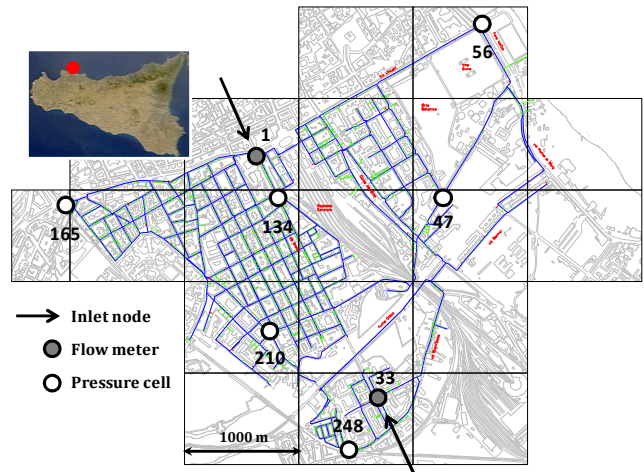 56
1
47
165
134
Inlet node
Flow meter
210
Pressure cell
33
248
1000 m